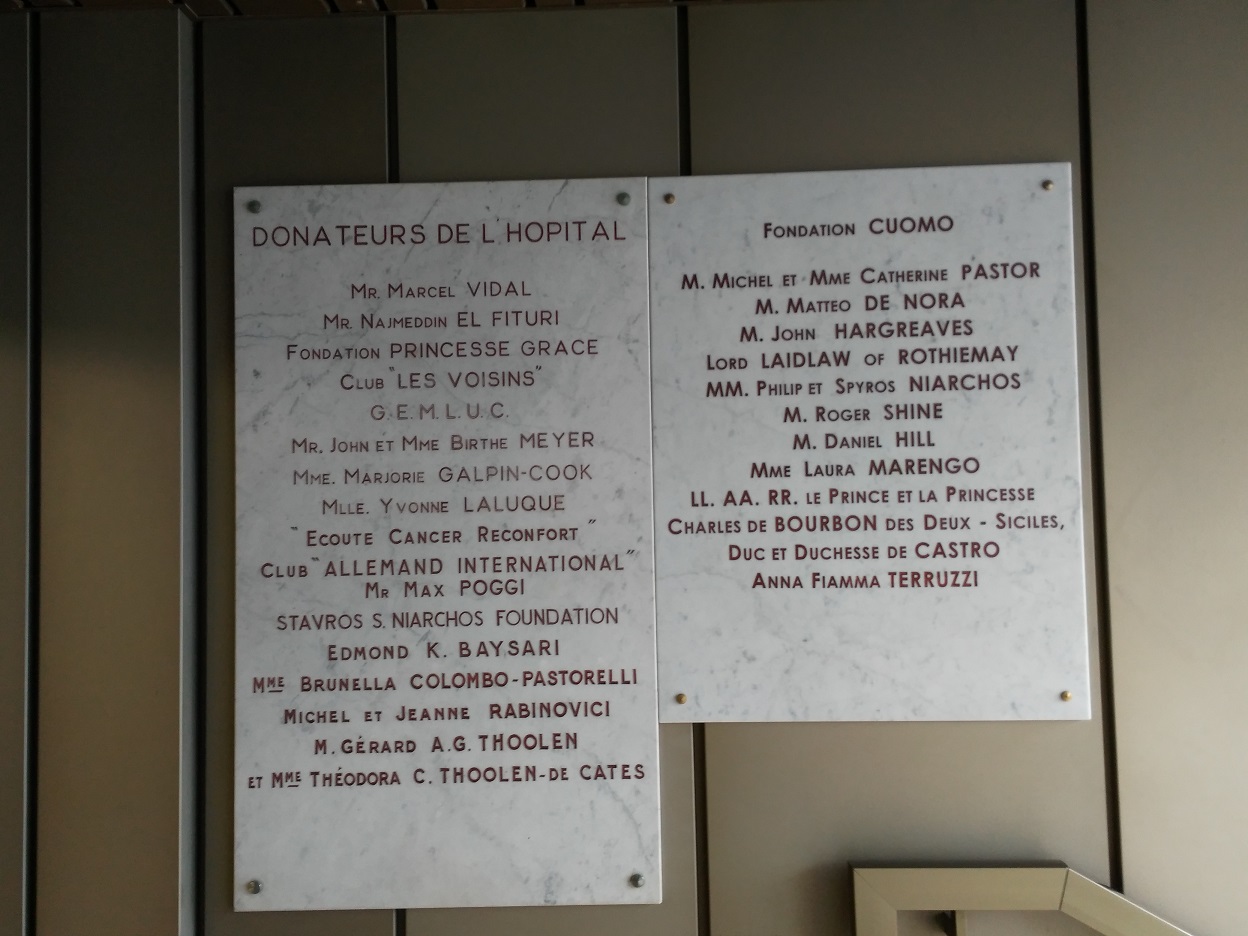 DONATEURS DE L'HOPITAL
MR. MARCEL VIDAL
MR. NAJMEDDIN EL FITURI
FONDATION PRINCESSE GRACE
CLUB "LES VOISINS"
G.E.M.L.U.C.
MR. JOHN ET MME BIRTHE MEYER
MME. MARJORIE GALPIN-COOK
MLLE. YVONNE LALUQUE
"ECOUTE CANCER RECONFORT"
CLUB "ALLEMAND INTERNATIONAL"
MR MAX POGGI
STAVROS S. NIARCHOS FOUNDATION
EDMOND K. BAYSARI
MME BRUNELLA COLOMBO-PASTORELLI
MICHEL ET JEANNE RABINOVICI
M. GÉRARD A.G. THOOLEN
ET MME THÉODORA C. THOOLEN-DE CATES
FONDATION CUOMO
M. MICHEL ET MME CATHERINE PASTOR
M. MATTEO DE NORA
M. JOHN HARGREAVES
LORD LAIDLAW OF ROTHIEMAY
MM. PHILIP ET SPYROS NIARCHOS
M. ROGER SHINE
M. DANIEL HILL
MME LAURA MARENGO
LL. AA. RR. LE PRINCE ET LA PRINCESSE
CHARLES DE BOURBON DES DEUX - SICILES,
DUC ET DUCHESSE DE CASTRO
ANNA FIAMMA TERRUZZI